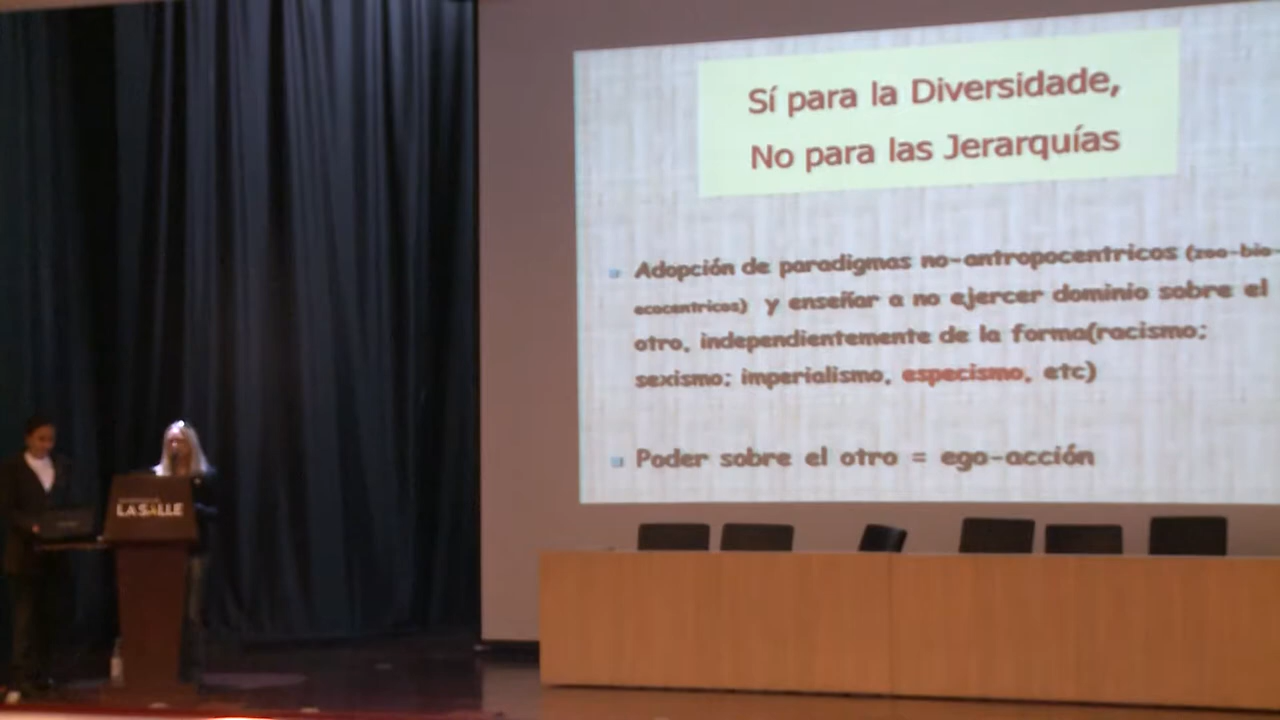 Sí para la Diversidade,
No para las Jerarquías
Adopción de paradigmas no-antropocentricos (zoo-bio-
ecocentricos) y enseñar a no ejercer dominio sobre el
otro, independientemente de la forma(racismo;
sexismo; imperialismo, especismo, etc)
Poder sobre el otro = ego-acción
LA SALLE